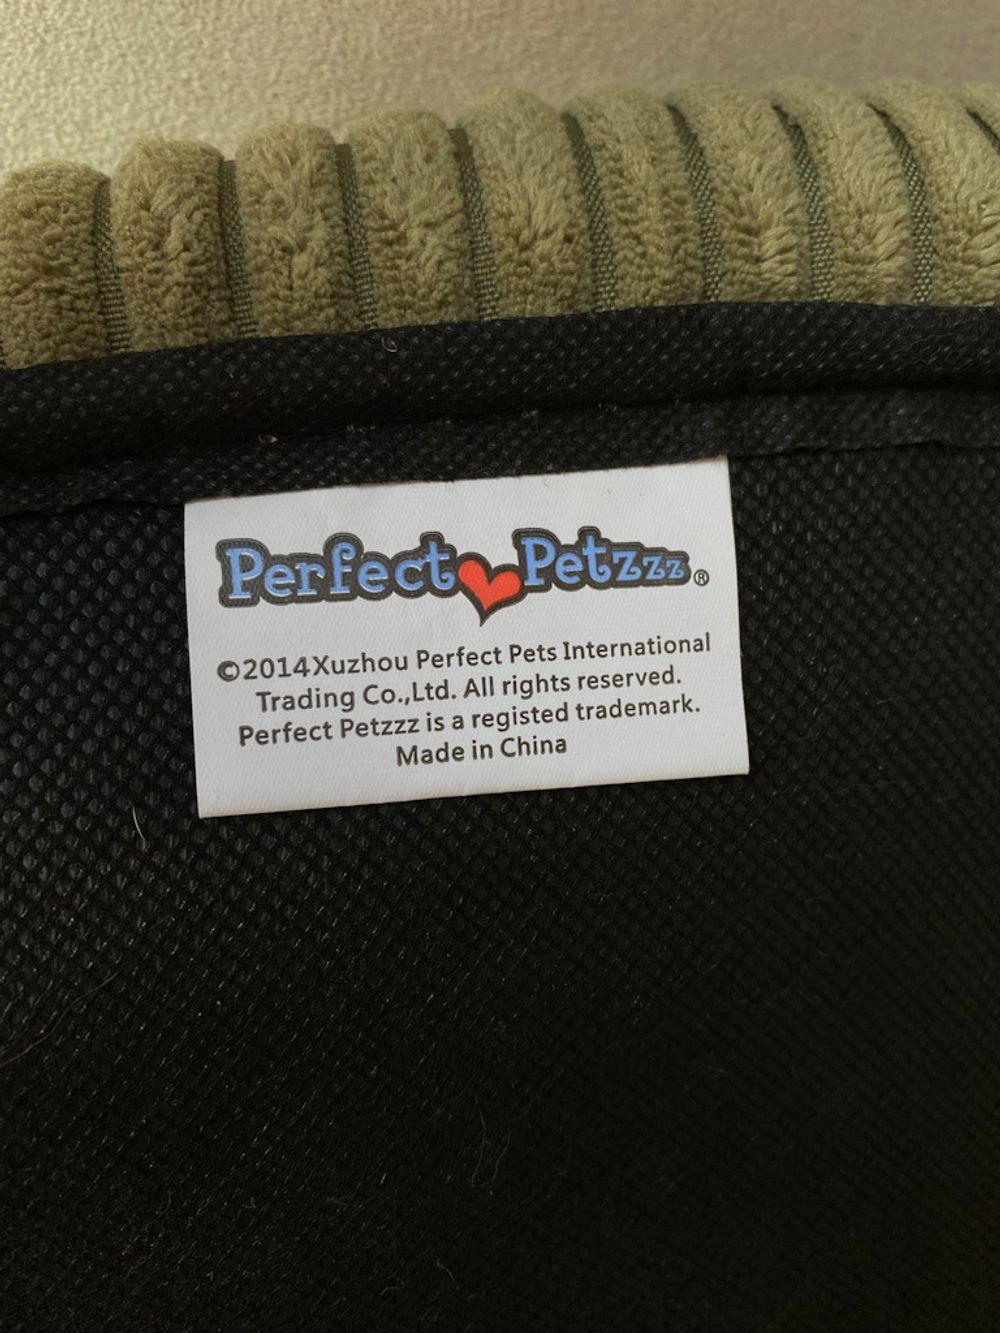 Perfect Petzzz®
©2014Xuzhou Perfect Pets International
Trading Co.,Ltd. All rights reserved.
Perfect Petzzz is a registed trademark.
Made in China